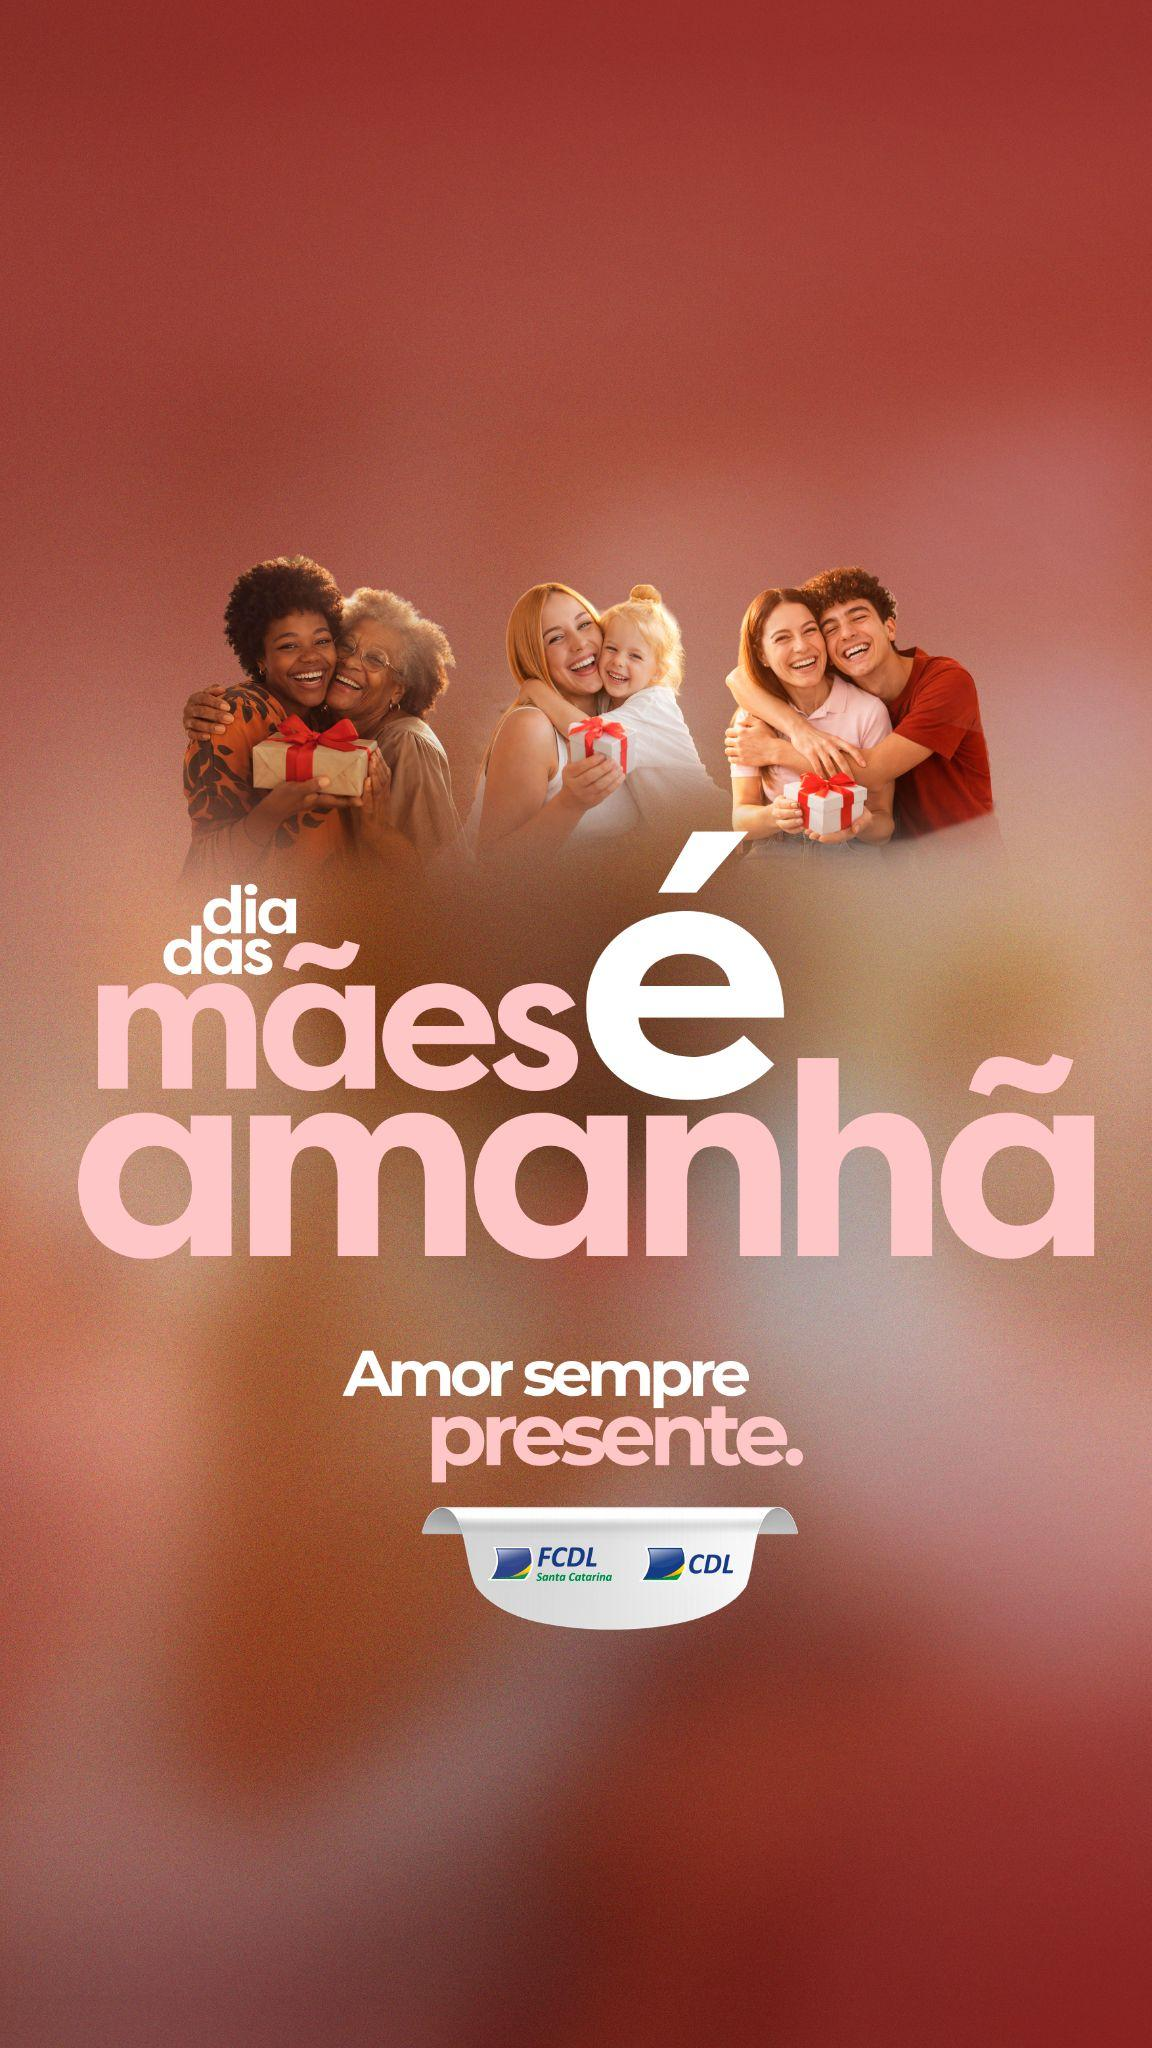 dia
das
mães é
amanhã
Amor sempre
presente.
FCDL
Santa Catarina
CDL